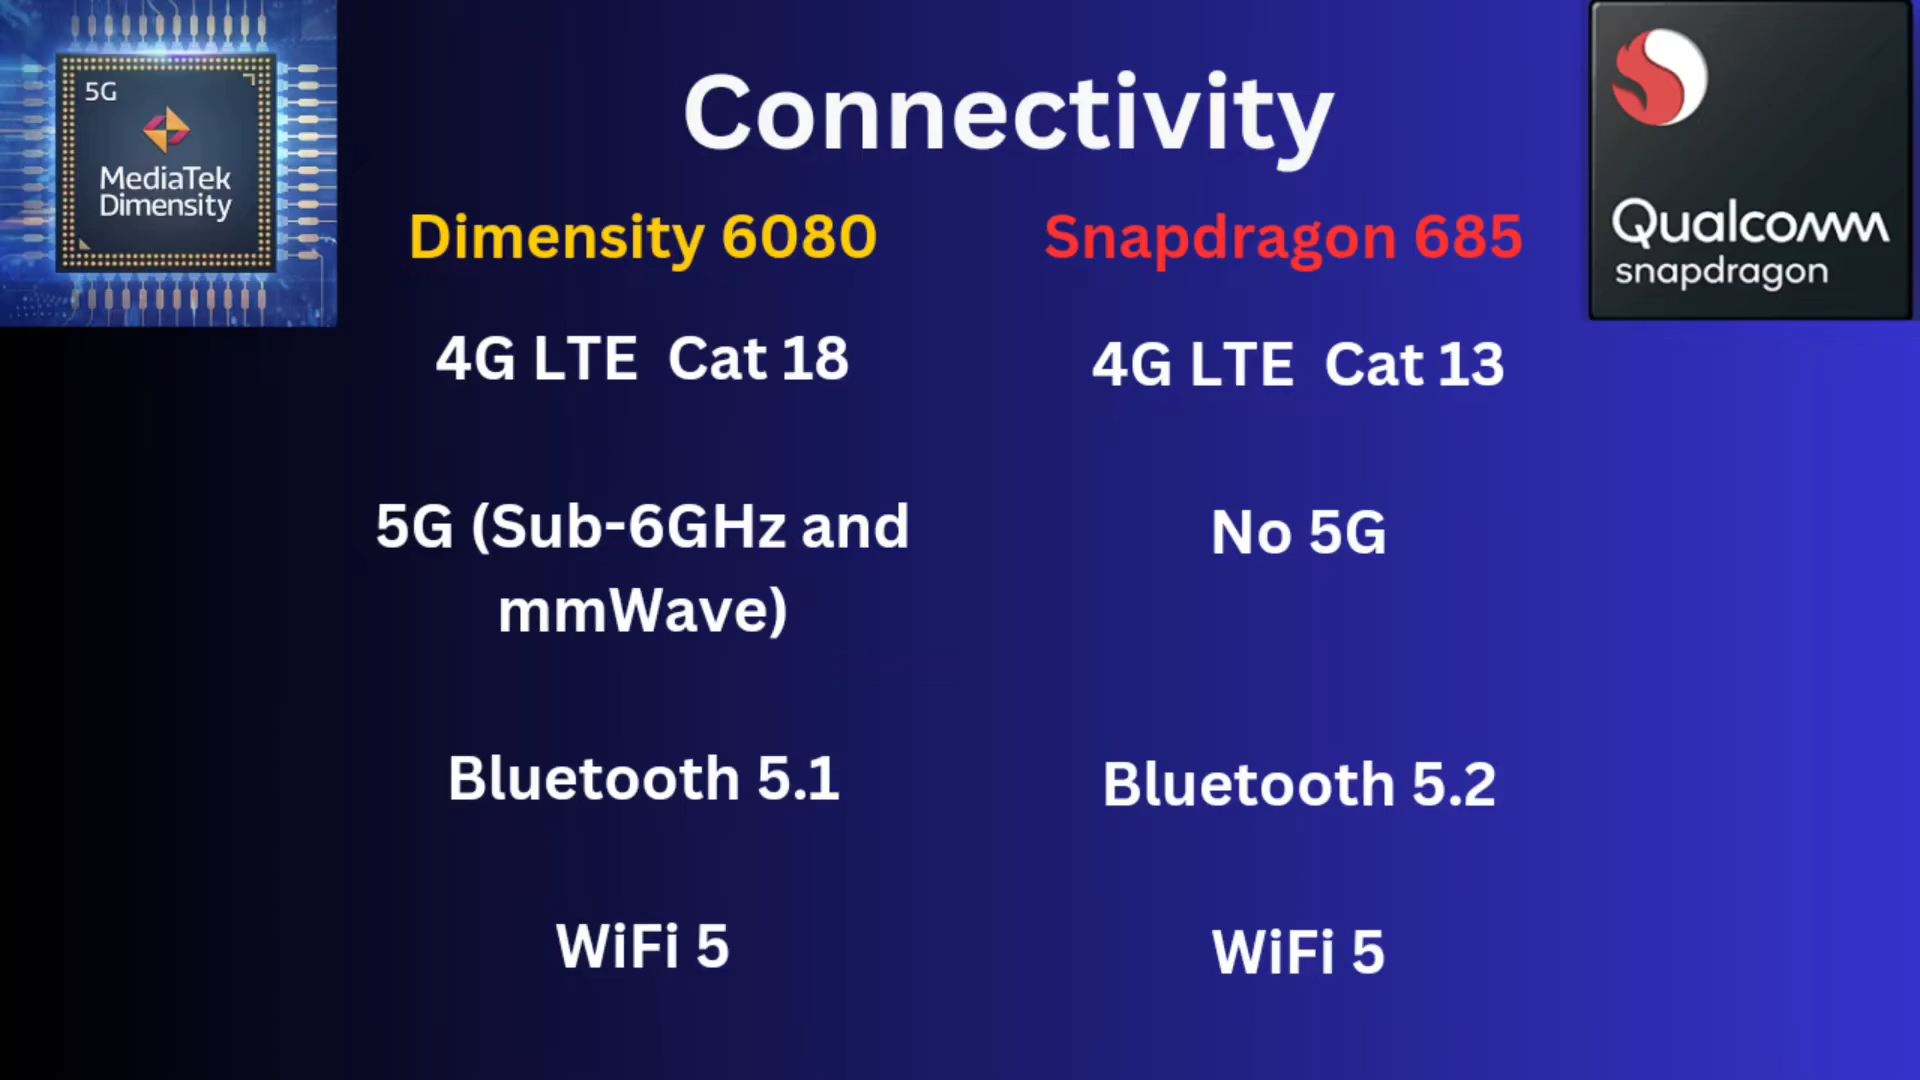 5G
MediaTek
Dimensity
Connectivity
Qualcomm
snapdragon
Dimensity 6080
Snapdragon 685
4G LTE Cat 18
4G LTE Cat 13
5G (Sub-6GHz and
mmWave)
No 5G
Bluetooth 5.1
Bluetooth 5.2
WiFi 5
WiFi 5